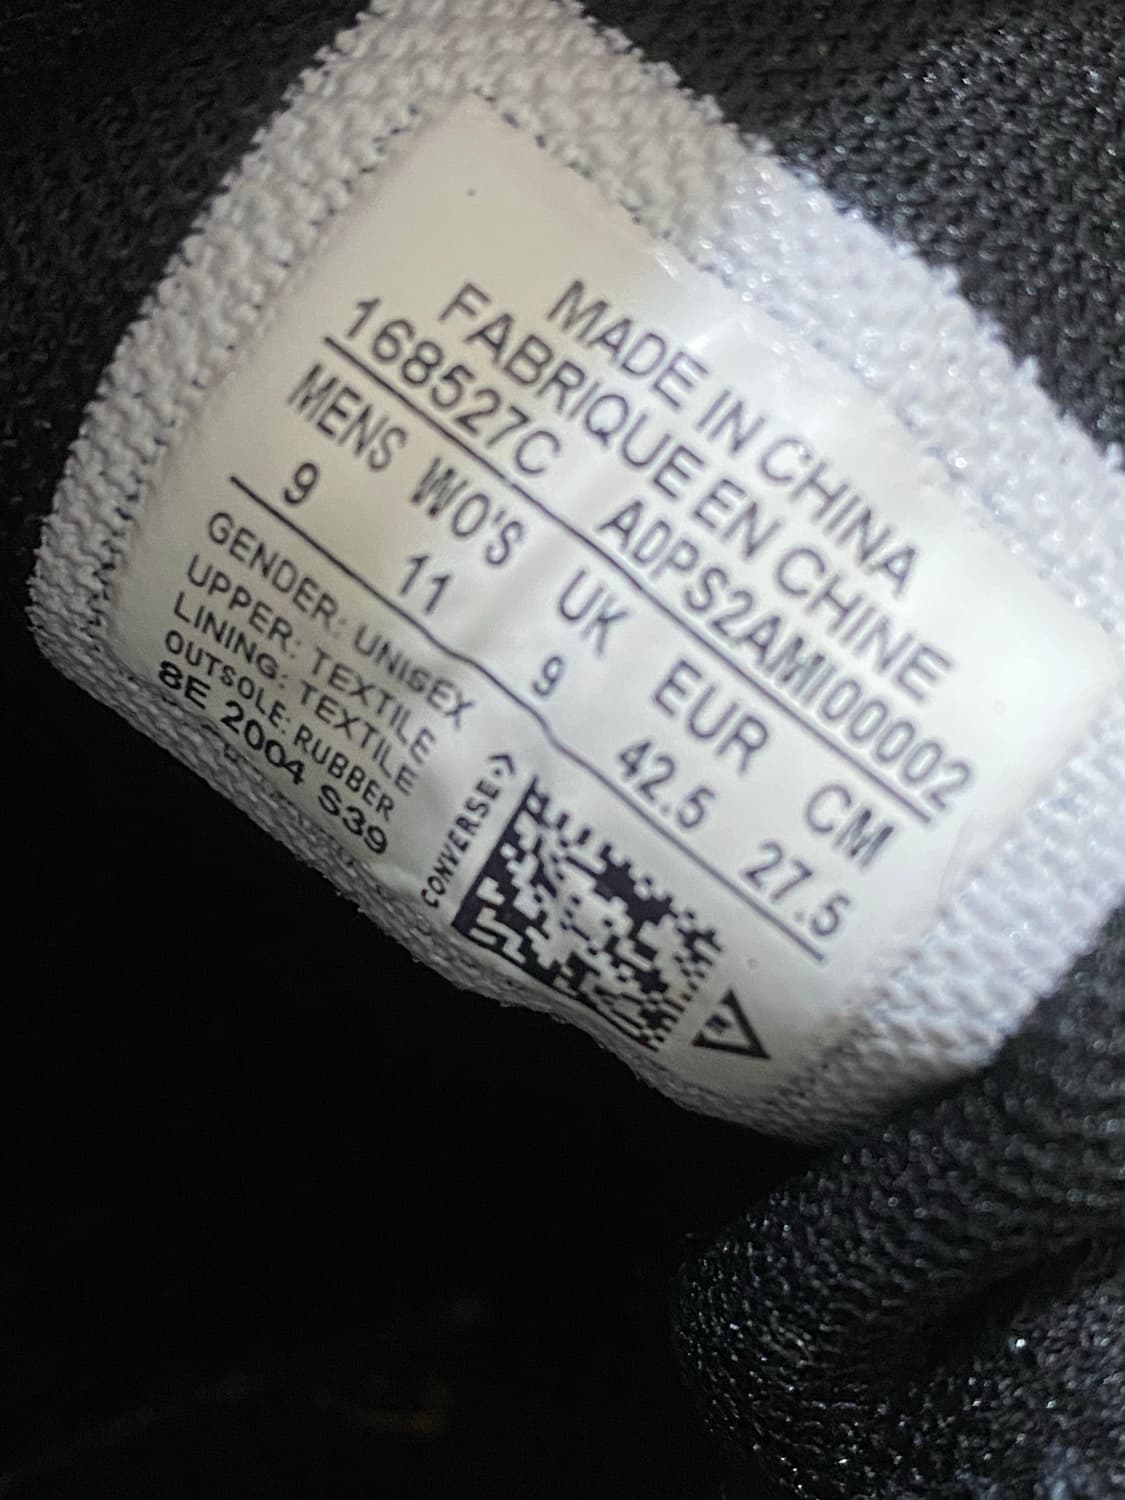 MADE IN CHINA
FABRIQUE EN CHINE
168527C ADPS2AMI00002
MENS WO'S UK EUR CM
9 11 9 42.5 27.5
GENDER: UNISEX
UPPER: TEXTILE
LINING: TEXTILE
OUTSOLE: RUBBER
8E 2004 S39
CONVERSE